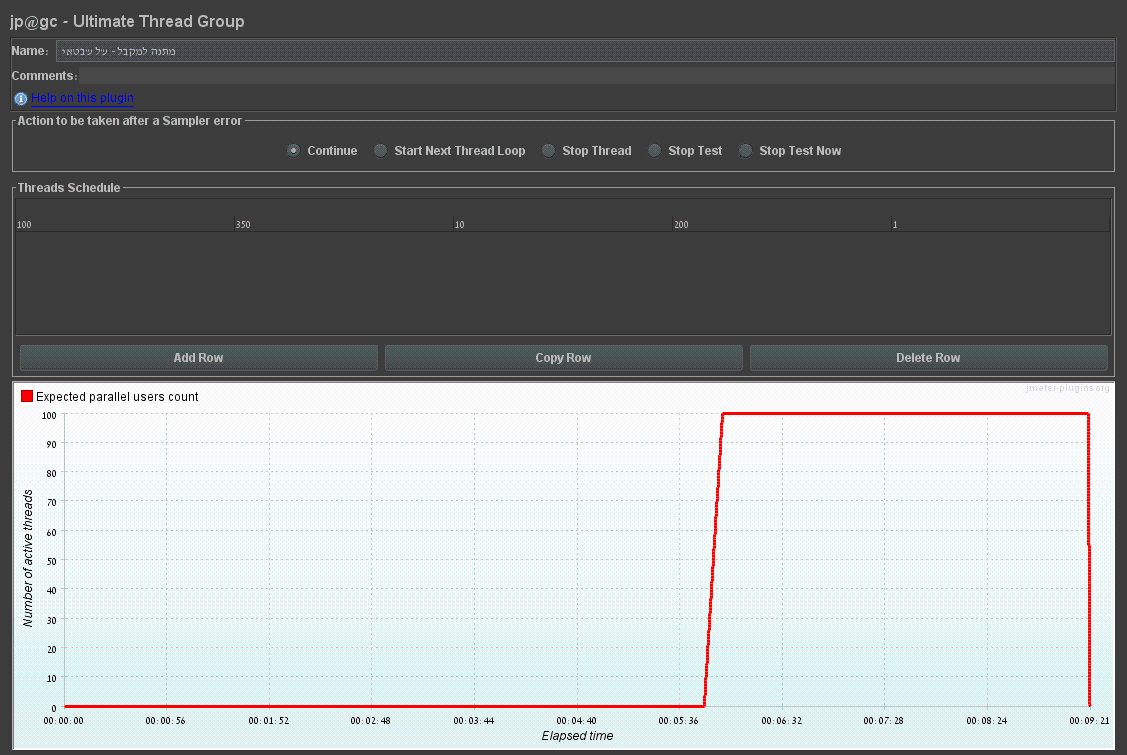 jp@gc - Ultimate Thread Group
Name: מתנה למקבל - על עיבטאי
Comments:
Help on this plugin
Action to be taken after a Sampler error
Continue Start Next Thread Loop Stop Thread Stop Test Stop Test Now
Threads Schedule
100 350 10 200 1
Add Row Copy Row Delete Row
jmeter-plugins.org
Expected parallel users count
100
90
80
70
60
50
40
30
20
10
0
Number of active threads
00:00:00 00:00:56 00:01:52 00:02:48 00:03:44 00:04:40 00:05:36 00:06:32 00:07:28 00:08:24 00:09:21
Elapsed time